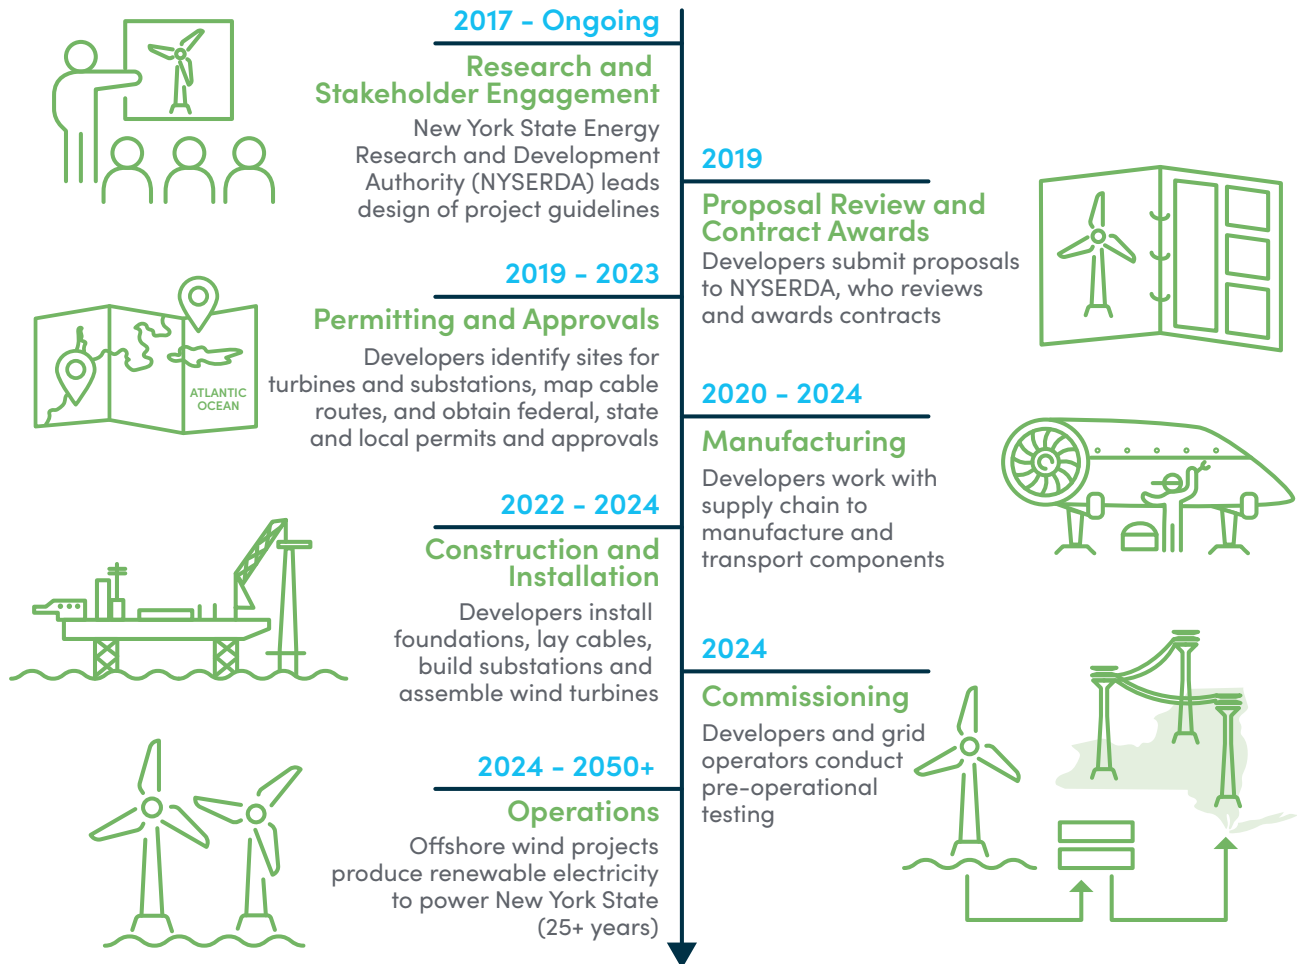 2017 - Ongoing
Research and
Stakeholder Engagement
New York State Energy
Research and Development
Authority (NYSERDA) leads
design of project guidelines
2019
Proposal Review and
Contract Awards
Developers submit proposals
to NYSERDA, who reviews
and awards contracts
2019 - 2023
Permitting and Approvals
Developers identify sites for
turbines and substations, map cable
routes, and obtain federal, state
and local permits and approvals
ATLANTIC
OCEAN
2020 - 2024
Manufacturing
Developers work with
supply chain to
manufacture and
transport components
2022 - 2024
Construction and
Installation
Developers install
foundations, lay cables,
build substations and
assemble wind turbines
2024
Commissioning
Developers and grid
operators conduct
pre-operational
testing
2024 - 2050+
Operations
Offshore wind projects
produce renewable electricity
to power New York State
(25+ years)